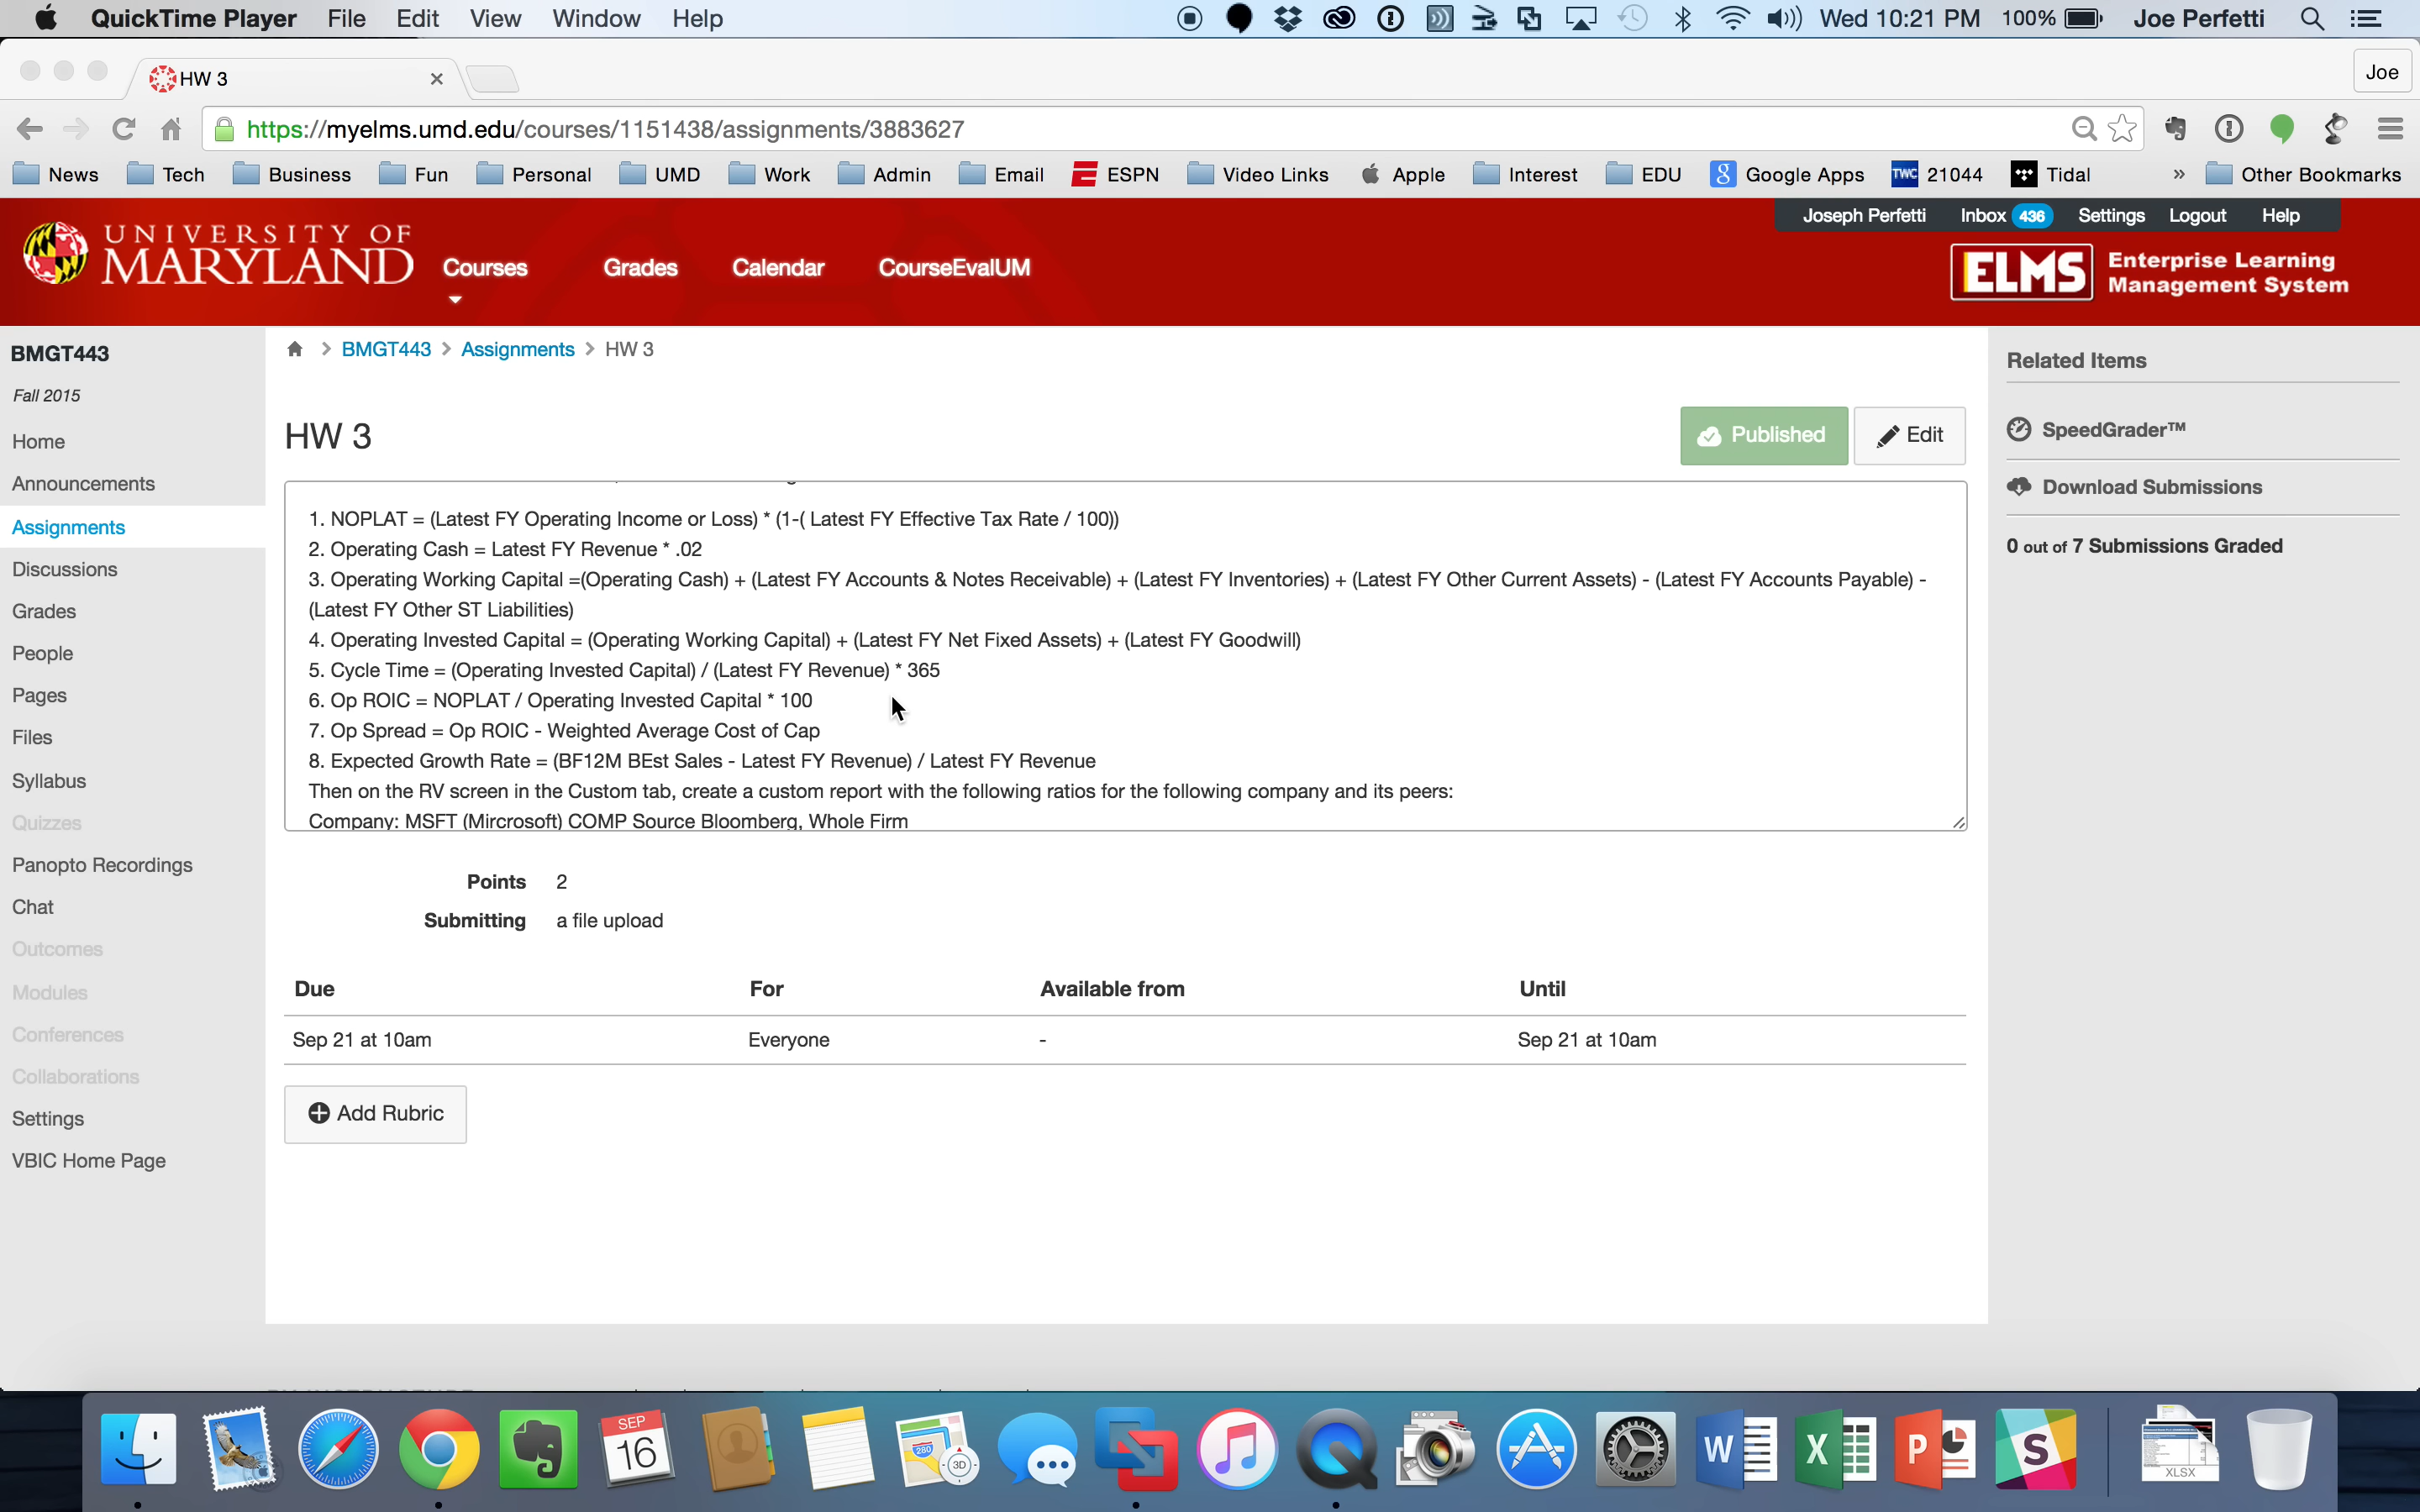 QuickTime Player File Edit View Window Help Wed 10:21 PM 100% Joe Perfetti
HW 3 Joe
https://myelms.umd.edu/courses/1151438/assignments/3883627
News Tech Business Fun Personal UMD Work Admin Email ESPN Video Links Apple Interest EDU Google Apps TWC 21044 Tidal » Other Bookmarks
Joseph Perfetti Inbox 436 Settings Logout Help
UNIVERSITY OF
MARYLAND
Courses Grades Calendar CourseEvalUM
ELMS Enterprise Learning
Management System
BMGT443
Fall 2015
Home
Announcements
Assignments
Discussions
Grades
People
Pages
Files
Syllabus
Quizzes
Panopto Recordings
Chat
Outcomes
Modules
Conferences
Collaborations
Settings
VBIC Home Page
BMGT443 > Assignments > HW 3
HW 3
Published
Edit
1. NOPLAT = (Latest FY Operating Income or Loss) * (1-( Latest FY Effective Tax Rate / 100))
2. Operating Cash = Latest FY Revenue * .02
3. Operating Working Capital =(Operating Cash) + (Latest FY Accounts & Notes Receivable) + (Latest FY Inventories) + (Latest FY Other Current Assets) - (Latest FY Accounts Payable) -
(Latest FY Other ST Liabilities)
4. Operating Invested Capital = (Operating Working Capital) + (Latest FY Net Fixed Assets) + (Latest FY Goodwill)
5. Cycle Time = (Operating Invested Capital) / (Latest FY Revenue) * 365
6. Op ROIC = NOPLAT / Operating Invested Capital * 100
7. Op Spread = Op ROIC - Weighted Average Cost of Cap
8. Expected Growth Rate = (BF12M BEst Sales - Latest FY Revenue) / Latest FY Revenue
Then on the RV screen in the Custom tab, create a custom report with the following ratios for the following company and its peers:
Company: MSFT (Mircrosoft) COMP Source Bloomberg, Whole Firm
Points 2
Submitting a file upload
Due For Available from Until
Sep 21 at 10am Everyone - Sep 21 at 10am
Add Rubric
Related Items
SpeedGrader™
Download Submissions
0 out of 7 Submissions Graded
SEP
16
280
3D
W
X
P
S
XLSX